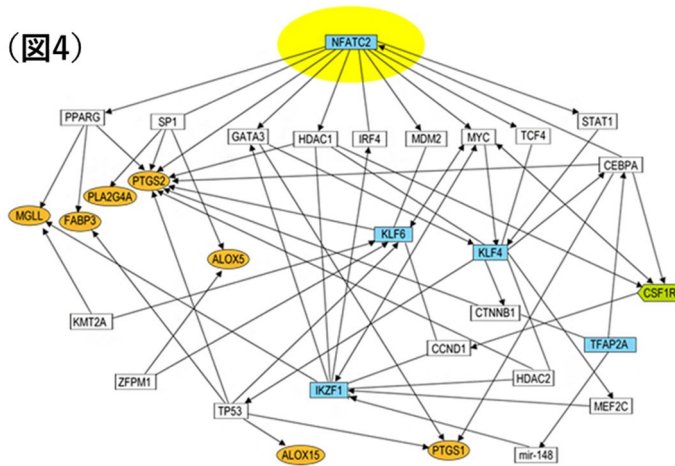 (図4)
NFATC2
PPARG
SP1
GATA3
HDAC1
IRF4
MDM2
MYC
TCF4
STAT1
CEBPA
PTGS2
PLA2G4A
MGLL
FABP3
KLF6
KLF4
ALOX5
CSF1R
KMT2A
CTNNB1
TFAP2A
CCND1
ZFPM1
IKZF1
HDAC2
MEF2C
TP53
ALOX15
PTGS1
mir-148